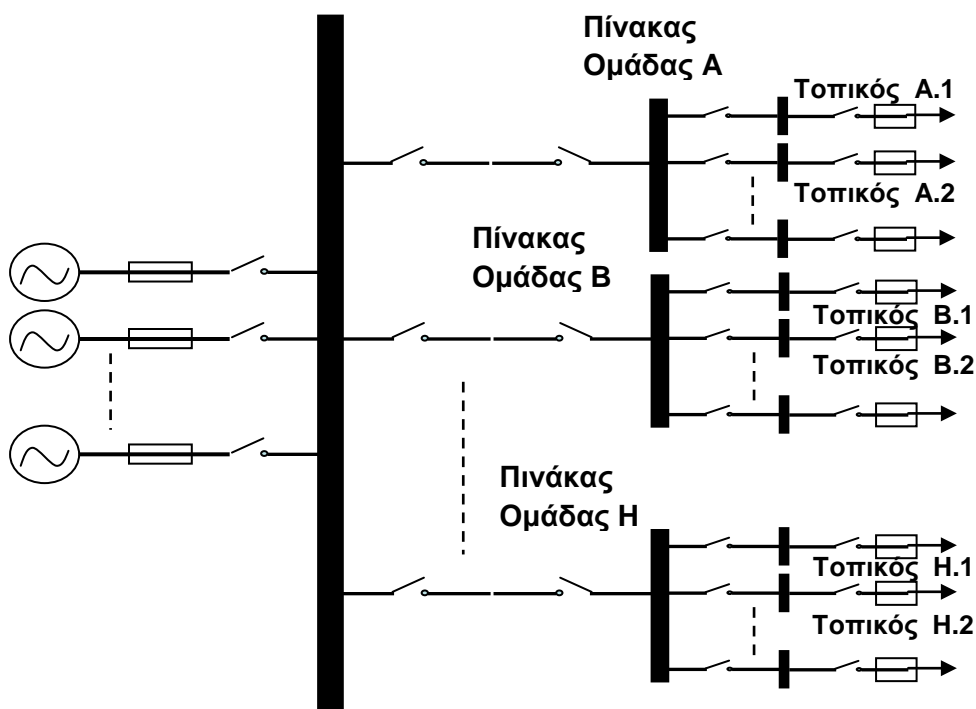 Πίνακας
Ομάδας Α
Τοπικός Α.1
Τοπικός Α.2
Πίνακας
Ομάδας Β
Τοπικός Β.1
Τοπικός Β.2
Πινάκας
Ομάδας Η
Τοπικός Η.1
Τοπικός Η.2